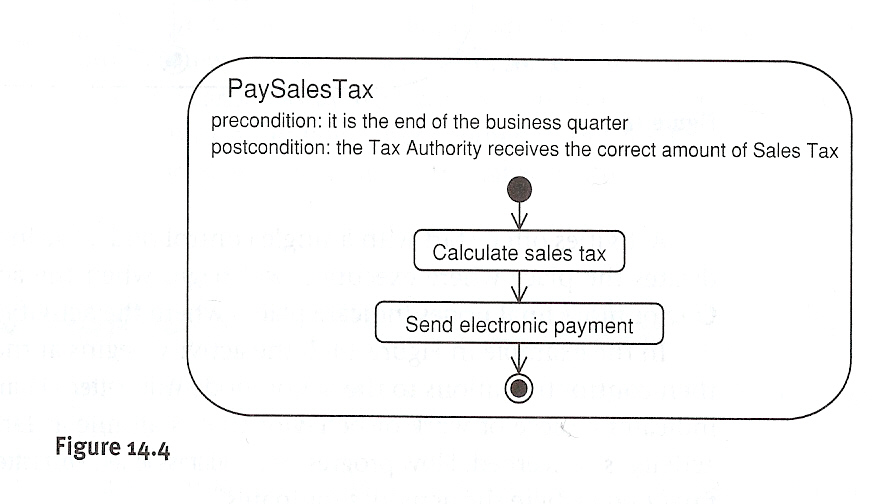 PaySalesTax
precondition: it is the end of the business quarter
postcondition: the Tax Authority receives the correct amount of Sales Tax
Calculate sales tax
Send electronic payment
Figure 14.4